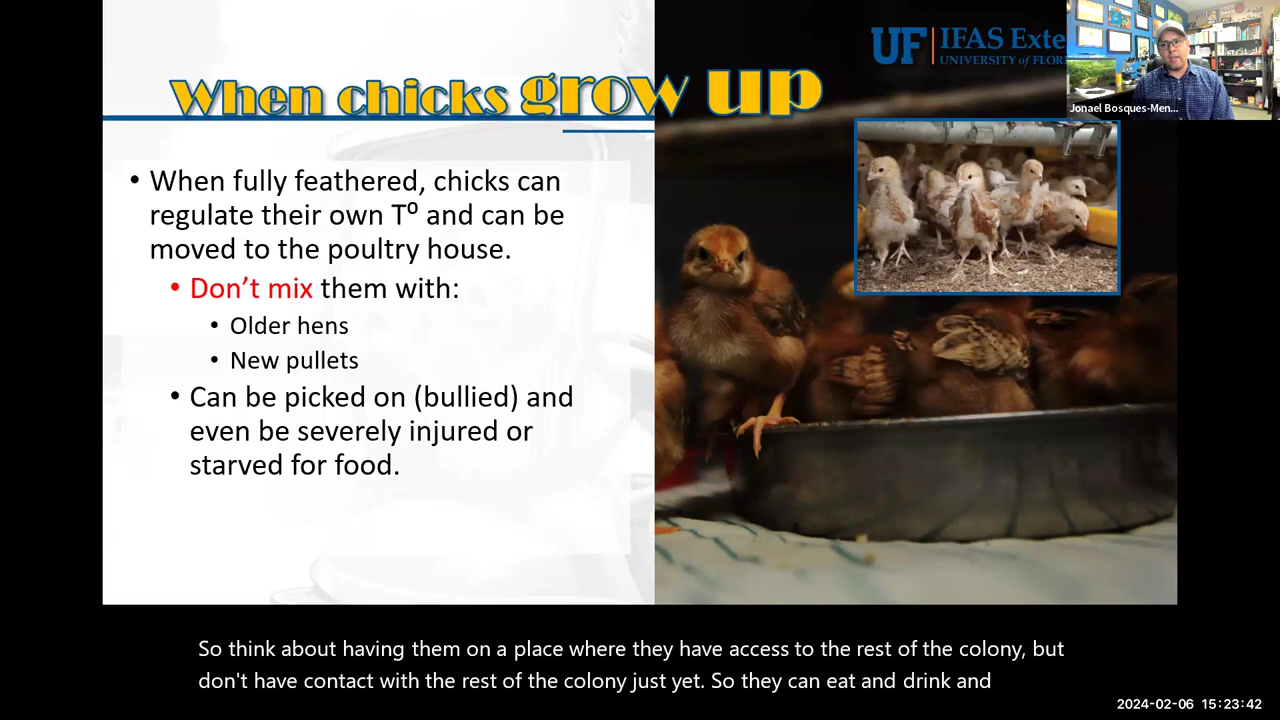 When chicks grow up
UF IFAS Exte
UNIVERSITY of FLOR
Jonael Bosques-Men...
• When fully feathered, chicks can
regulate their own Tº and can be
moved to the poultry house.
• Don't mix them with:
• Older hens
• New pullets
• Can be picked on (bullied) and
even be severely injured or
starved for food.
So think about having them on a place where they have access to the rest of the colony, but
don't have contact with the rest of the colony just yet. So they can eat and drink and
2024-02-06 15:23:42